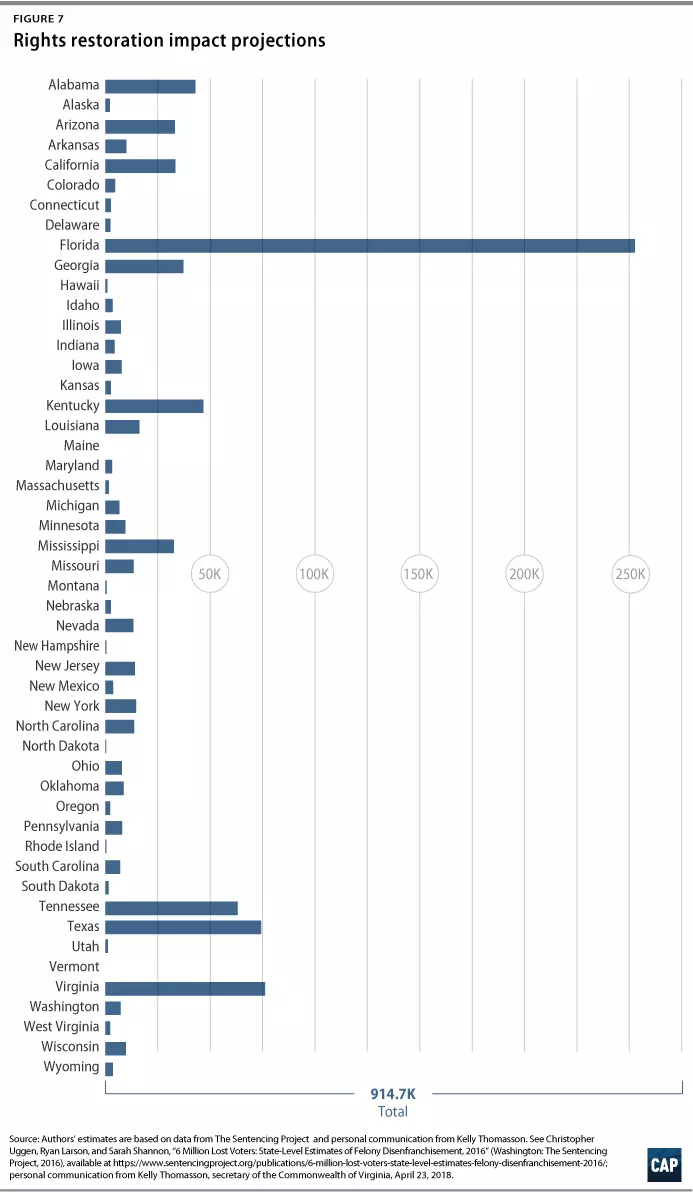 FIGURE 7
Rights restoration impact projections
Alabama
Alaska
Arizona
Arkansas
California
Colorado
Connecticut
Delaware
Florida
Georgia
Hawaii
Idaho
Illinois
Indiana
Iowa
Kansas
Kentucky
Louisiana
Maine
Maryland
Massachusetts
Michigan
Minnesota
Mississippi
Missouri
50K 100K 150K 200K 250K
Montana
Nebraska
Nevada
New Hampshire
New Jersey
New Mexico
New York
North Carolina
North Dakota
Ohio
Oklahoma
Oregon
Pennsylvania
Rhode Island
South Carolina
South Dakota
Tennessee
Texas
Utah
Vermont
Virginia
Washington
West Virginia
Wisconsin
Wyoming
914.7K
Total
Source: Authors' estimates are based on data from The Sentencing Project and personal communication from Kelly Thomasson. See Christopher
Uggen, Ryan Larson, and Sarah Shannon, "6 Million Lost Voters: State-Level Estimates of Felony Disenfranchisement, 2016" (Washington: The Sentencing
Project, 2016), available at https://www.sentencingproject.org/publications/6-million-lost-voters-state-level-estimates-felony-disenfranchisement-2016/;
personal communication from Kelly Thomasson, secretary of the Commonwealth of Virginia, April 23, 2018.
CAP